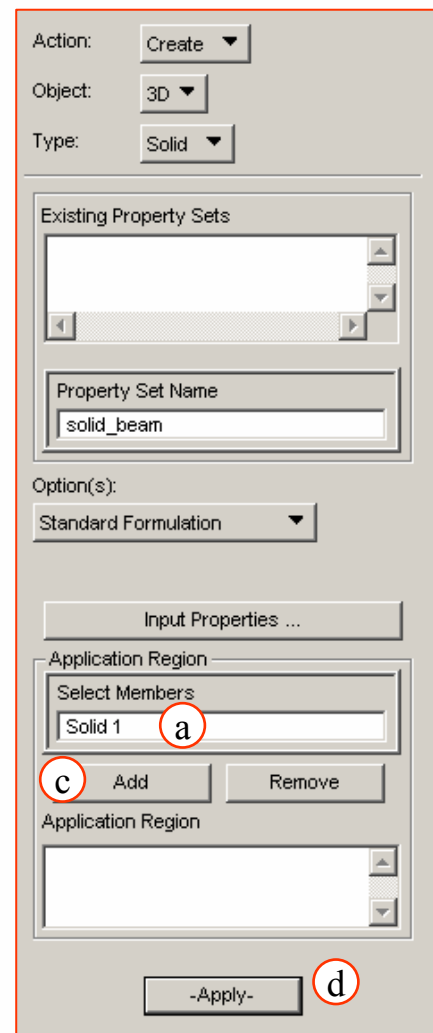 Action: Create
Object: 3D
Type: Solid
Existing Property Sets
Property Set Name
solid_beam
Option(s):
Standard Formulation
Input Properties ...
Application Region
Select Members
Solid 1 a
c Add Remove
Application Region
-Apply- d